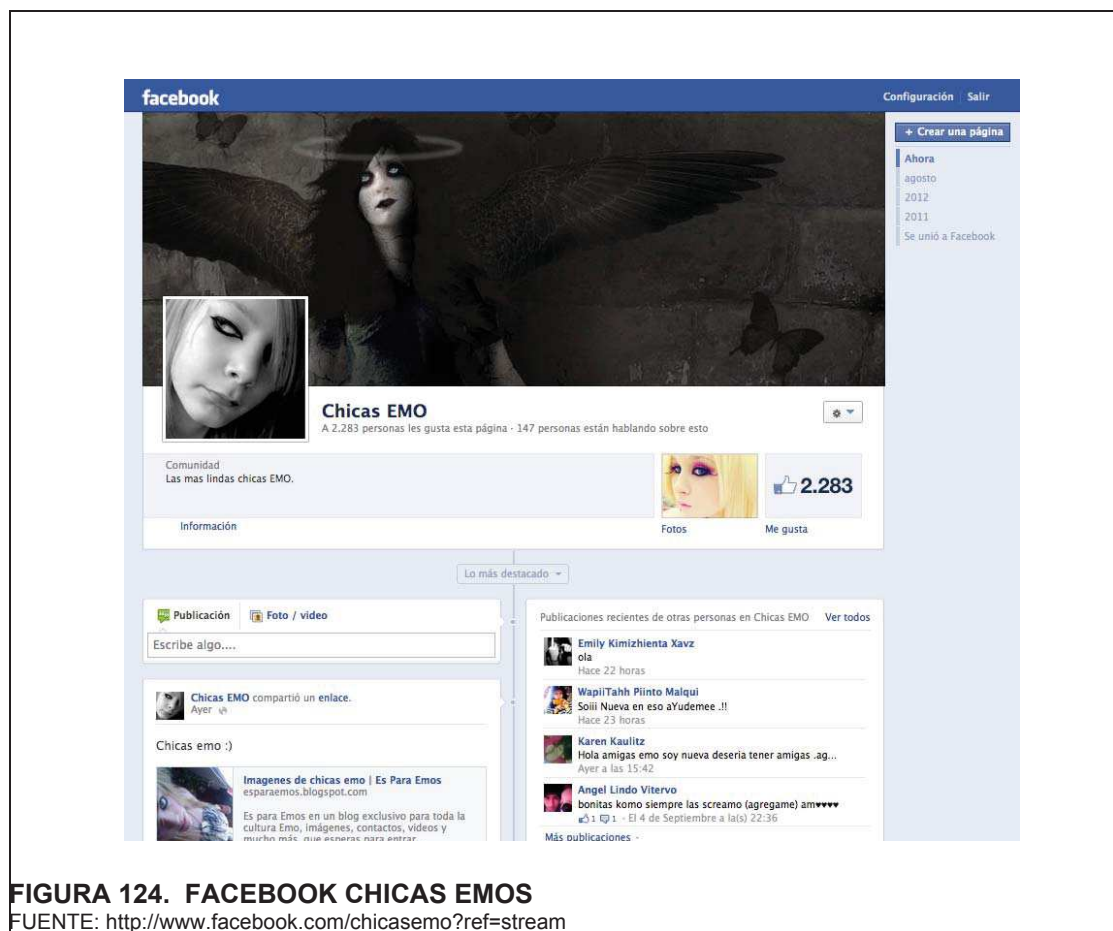 facebook
Configuración Salir
+ Crear una página
Ahora
agosto
2012
2011
Se unió a Facebook
Chicas EMO
A 2.283 personas les gusta esta página · 147 personas están hablando sobre esto
Comunidad
Las mas lindas chicas EMO.
Información
Fotos
2.283
Me gusta
Lo más destacado
Publicación Foto / video
Escribe algo....
Chicas EMO compartió un enlace.
Ayer
Chicas emo :)
Imagenes de chicas emo | Es Para Emos
esparaemos.blogspot.com
Es para Emos en un blog exclusivo para toda la
cultura Emo, imágenes, contactos, videos y
mucho más, que esperas para entrar
Publicaciones recientes de otras personas en Chicas EMO Ver todos
Emily Kimizhienta Xavz
ola
Hace 22 horas
WapiiTahh Piinto Malqui
Soiii Nueva en eso aYudemee .!!
Hace 23 horas
Karen Kaulitz
Hola amigas emo soy nueva deseria tener amigas .ag...
Ayer a las 15:42
Angel Lindo Vitervo
bonitas komo siempre las screamo (agregame) am♥♥♥♥
1 1 · El 4 de Septiembre a la(s) 22:36
Más publicaciones
FIGURA 124. FACEBOOK CHICAS EMOS
FUENTE: http://www.facebook.com/chicasemo?ref=stream